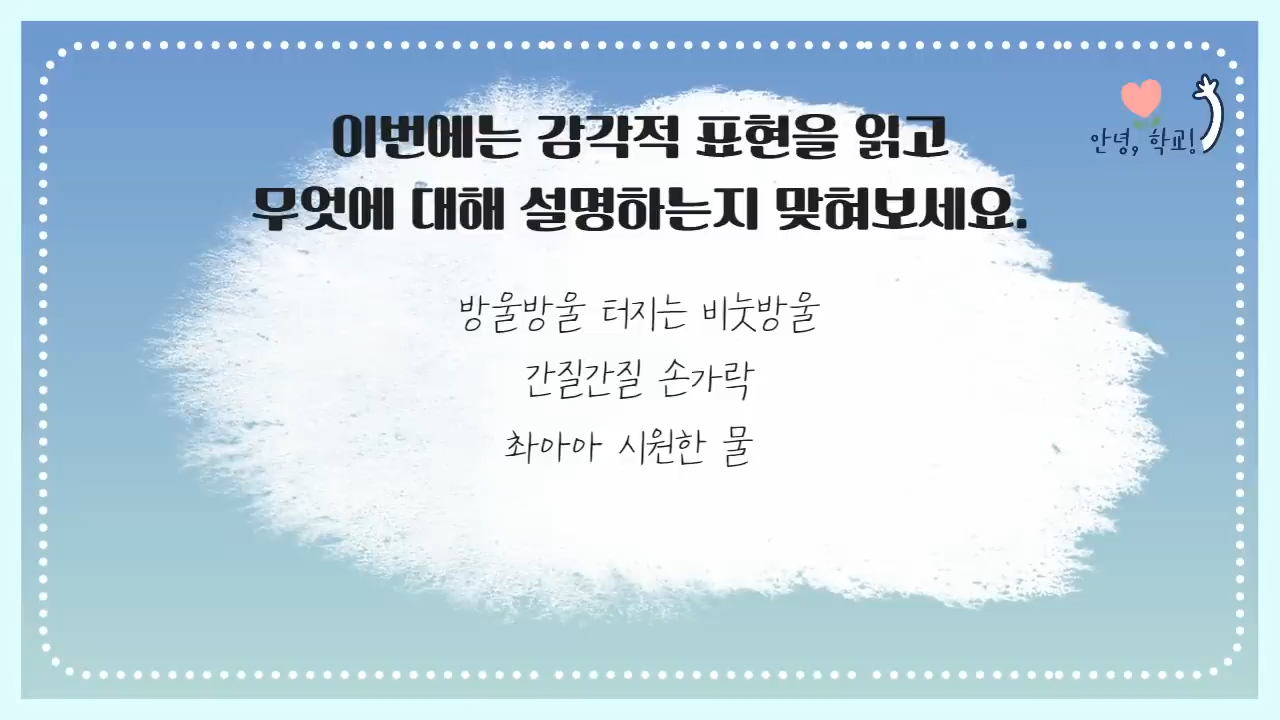 안녕, 학교!
이번에는 감각적 표현을 읽고
무엇에 대해 설명하는지 맞혀보세요.
방울방울 터지는 비눗방울
간질간질 손가락
촤아아 시원한 물